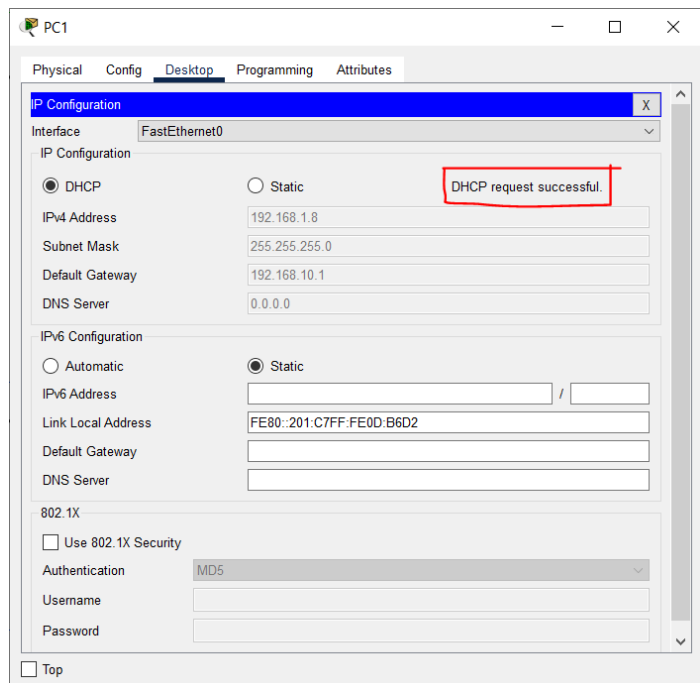 PC1
Physical Config Desktop Programming Attributes
IP Configuration X
Interface FastEthernet0
IP Configuration
DHCP Static DHCP request successful.
IPv4 Address 192.168.1.8
Subnet Mask 255.255.255.0
Default Gateway 192.168.10.1
DNS Server 0.0.0.0
IPv6 Configuration
Automatic Static
IPv6 Address /
Link Local Address FE80::201:C7FF:FE0D:B6D2
Default Gateway
DNS Server
802.1X
Use 802.1X Security
Authentication MD5
Username
Password
Top